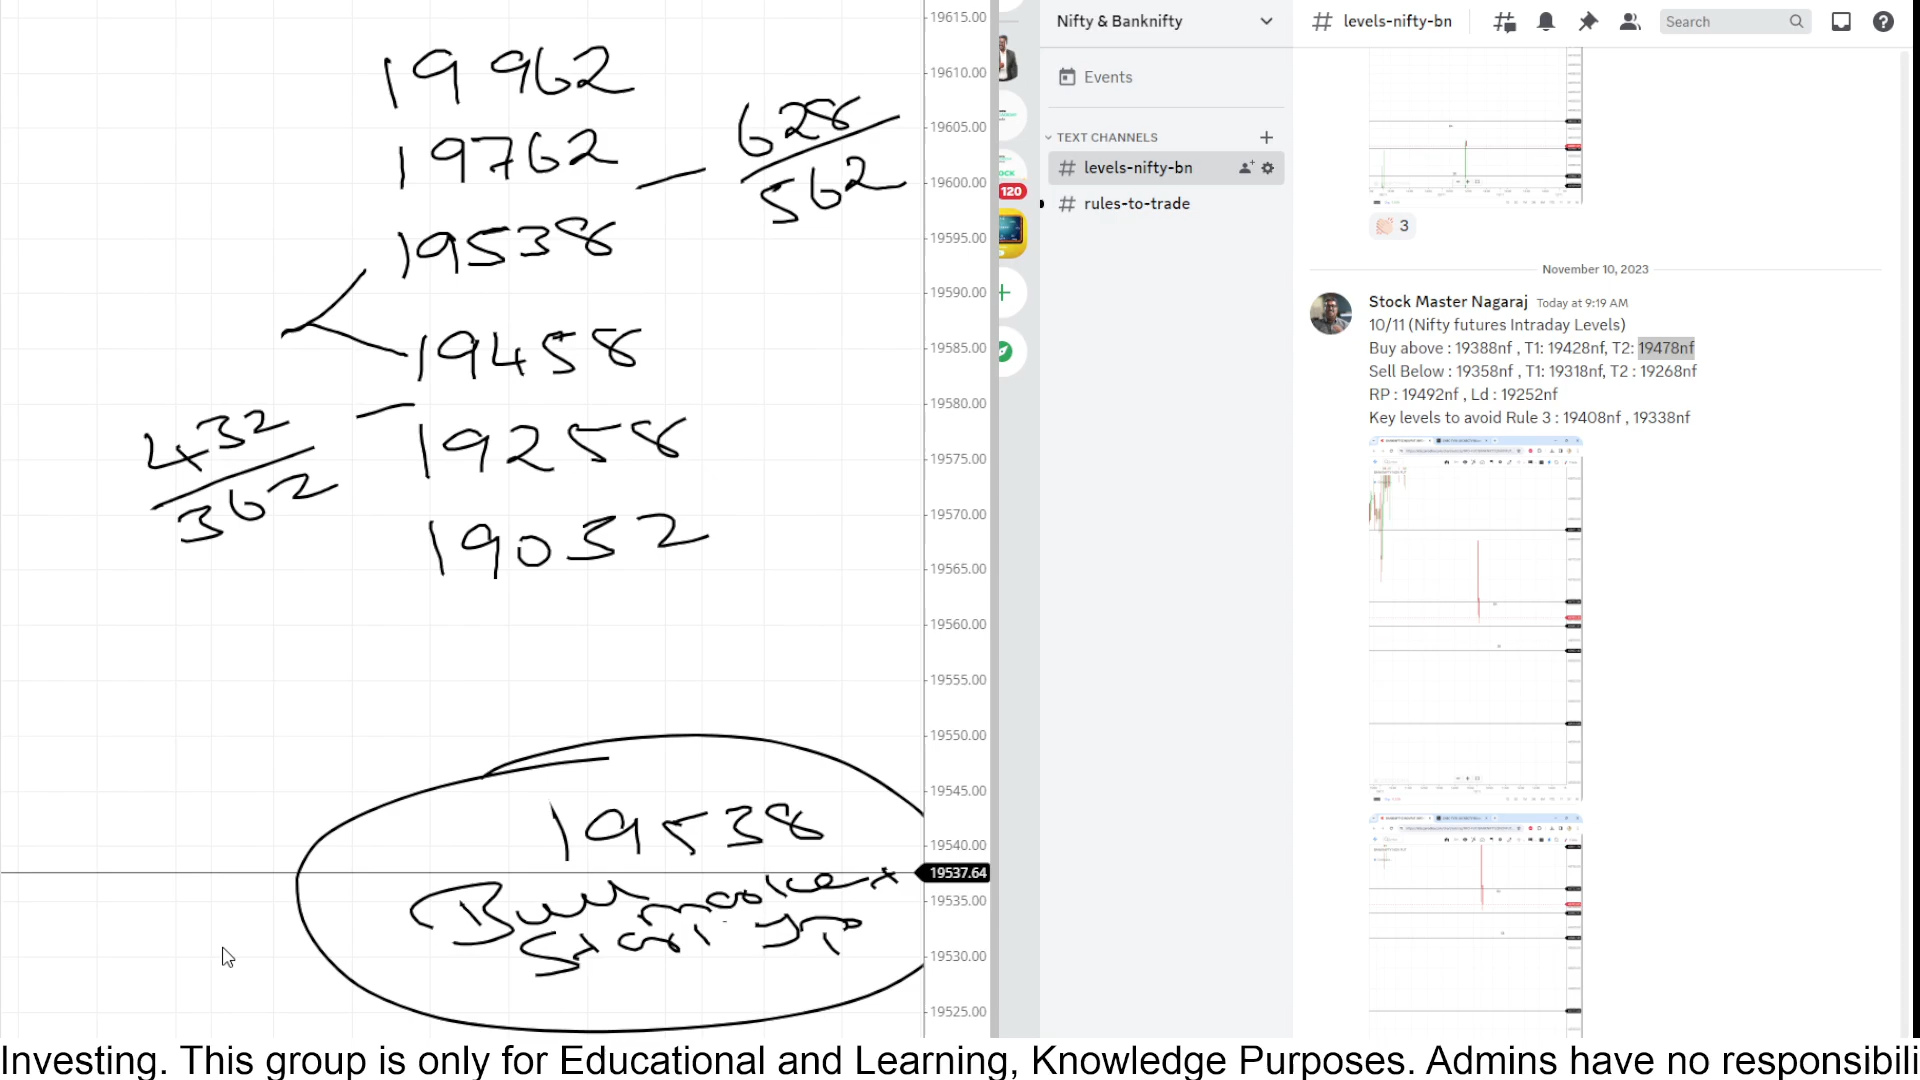 19962
19762
628
562
19538
19458
432
362
19258
19032
19538
Bull market
Start up
19615.00
19610.00
19605.00
19600.00
19595.00
19590.00
19585.00
19580.00
19575.00
19570.00
19565.00
19560.00
19555.00
19550.00
19545.00
19540.00
19537.64
19535.00
19530.00
19525.00
120
Nifty & Banknifty
Events
TEXT CHANNELS
levels-nifty-bn
rules-to-trade
levels-nifty-bn
Search
3
November 10, 2023
Stock Master Nagaraj Today at 9:19 AM
10/11 (Nifty futures Intraday Levels)
Buy above : 19388nf , T1: 19428nf, T2: 19478nf
Sell Below : 19358nf , T1: 19318nf, T2 : 19268nf
RP : 19492nf , Ld : 19252nf
Key levels to avoid Rule 3 : 19408nf , 19338nf
Investing. This group is only for Educational and Learning, Knowledge Purposes. Admins have no responsibili